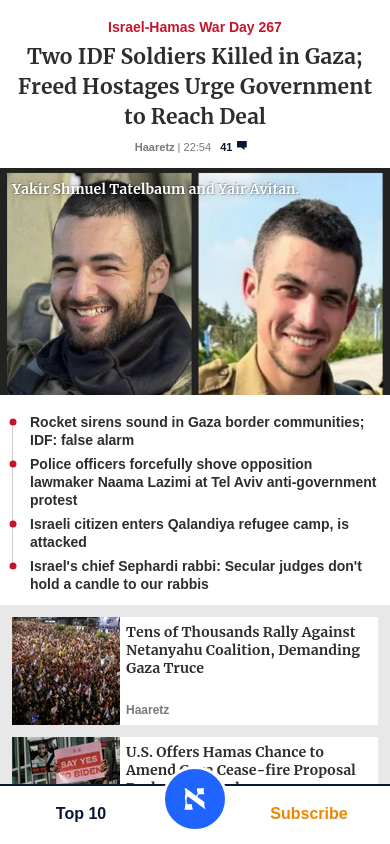 Israel-Hamas War Day 267
Two IDF Soldiers Killed in Gaza;
Freed Hostages Urge Government
to Reach Deal
Haaretz | 22:54 41
Yakir Shmuel Tatelbaum and Yair Avitan.
Rocket sirens sound in Gaza border communities;
IDF: false alarm
Police officers forcefully shove opposition
lawmaker Naama Lazimi at Tel Aviv anti-government
protest
Israeli citizen enters Qalandiya refugee camp, is
attacked
Israel's chief Sephardi rabbi: Secular judges don't
hold a candle to our rabbis
Tens of Thousands Rally Against
Netanyahu Coalition, Demanding
Gaza Truce
Haaretz
SAY YES
TO BIDEN
U.S. Offers Hamas Chance to
Amend Gaza Cease-fire Proposal
Top 10
Subscribe